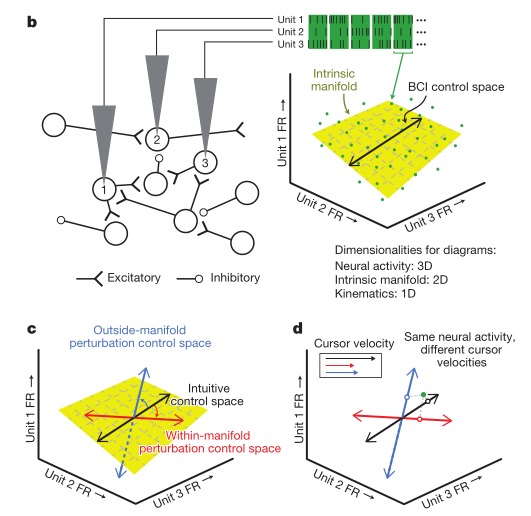 b
Unit 1
Unit 2
Unit 3
•••
•••
•••
Intrinsic
manifold
BCI control space
Unit 1 FR →
Unit 2 FR →
Unit 3 FR →
1
2
3
Excitatory
Inhibitory
Dimensionalities for diagrams:
Neural activity: 3D
Intrinsic manifold: 2D
Kinematics: 1D
c
Outside-manifold
perturbation control space
Intuitive
control space
Within-manifold
perturbation control space
Unit 1 FR →
Unit 2 FR →
Unit 3 FR →
d
Cursor velocity
Same neural activity,
different cursor
velocities
Unit 1 FR →
Unit 2 FR →
Unit 3 FR →